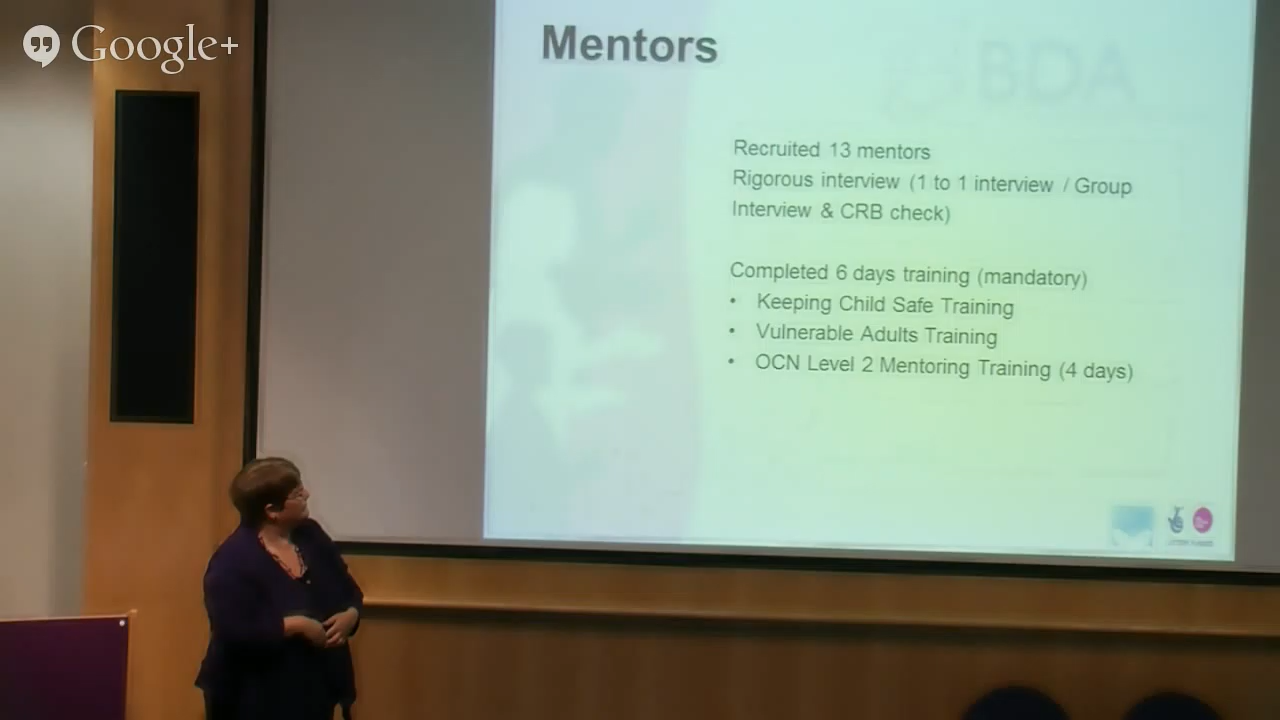 Google+
Mentors
BDA
Recruited 13 mentors
Rigorous interview (1 to 1 interview / Group
Interview & CRB check)
Completed 6 days training (mandatory)
• Keeping Child Safe Training
• Vulnerable Adults Training
• OCN Level 2 Mentoring Training (4 days)